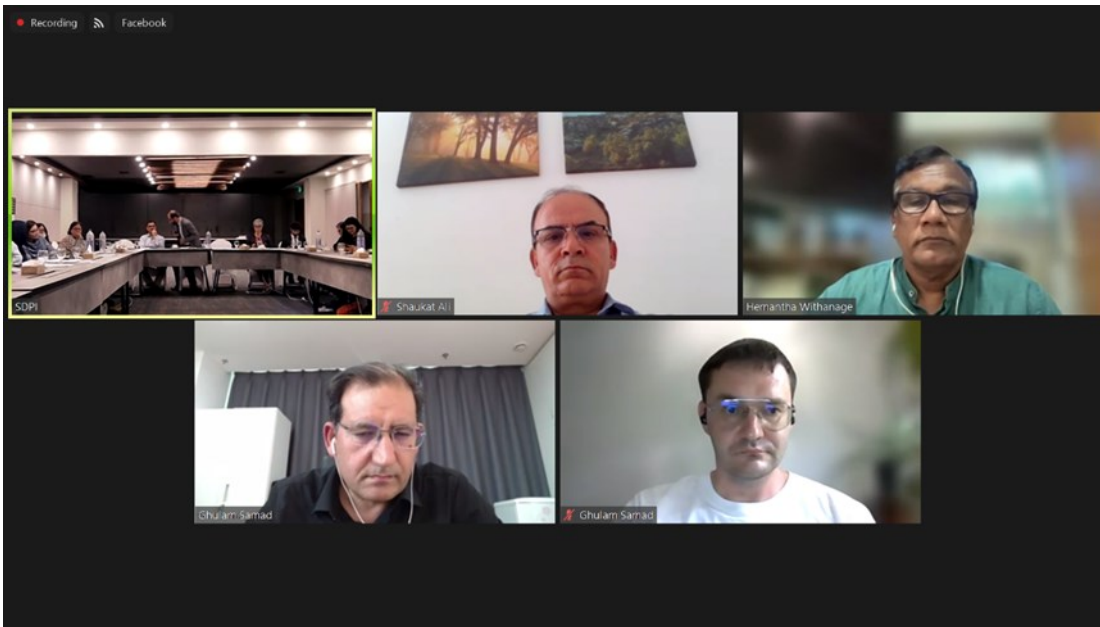 Recording
Facebook
SDPI
Shaukat Ali
Hemantha Withanage
Ghulam Samad
Ghulam Samad